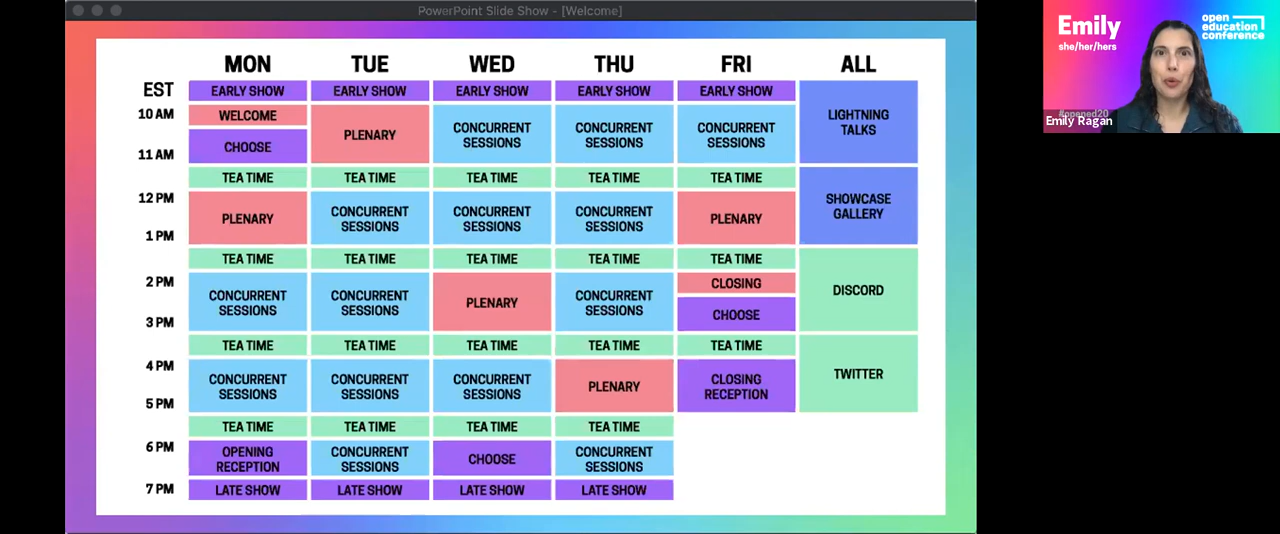 PowerPoint Slide Show - [Welcome]
MON TUE WED THU FRI ALL
EST EARLY SHOW EARLY SHOW EARLY SHOW EARLY SHOW EARLY SHOW
10 AM WELCOME
PLENARY
CONCURRENT SESSIONS
CONCURRENT SESSIONS
CONCURRENT SESSIONS
LIGHTNING TALKS
CHOOSE
11 AM
TEA TIME TEA TIME TEA TIME TEA TIME TEA TIME
12 PM
PLENARY
CONCURRENT SESSIONS
CONCURRENT SESSIONS
CONCURRENT SESSIONS
PLENARY
SHOWCASE GALLERY
1 PM
TEA TIME TEA TIME TEA TIME TEA TIME TEA TIME
2 PM
CONCURRENT SESSIONS
CONCURRENT SESSIONS
PLENARY
CONCURRENT SESSIONS
CLOSING
CHOOSE
DISCORD
3 PM
TEA TIME TEA TIME TEA TIME TEA TIME TEA TIME
4 PM
CONCURRENT SESSIONS
CONCURRENT SESSIONS
CONCURRENT SESSIONS
PLENARY
CLOSING RECEPTION
TWITTER
5 PM
TEA TIME TEA TIME TEA TIME TEA TIME
6 PM
OPENING RECEPTION
CONCURRENT SESSIONS
CHOOSE
CONCURRENT SESSIONS
7 PM LATE SHOW LATE SHOW LATE SHOW LATE SHOW
Emily
she/her/hers
open
education
conference
#opened20
Emily Ragan